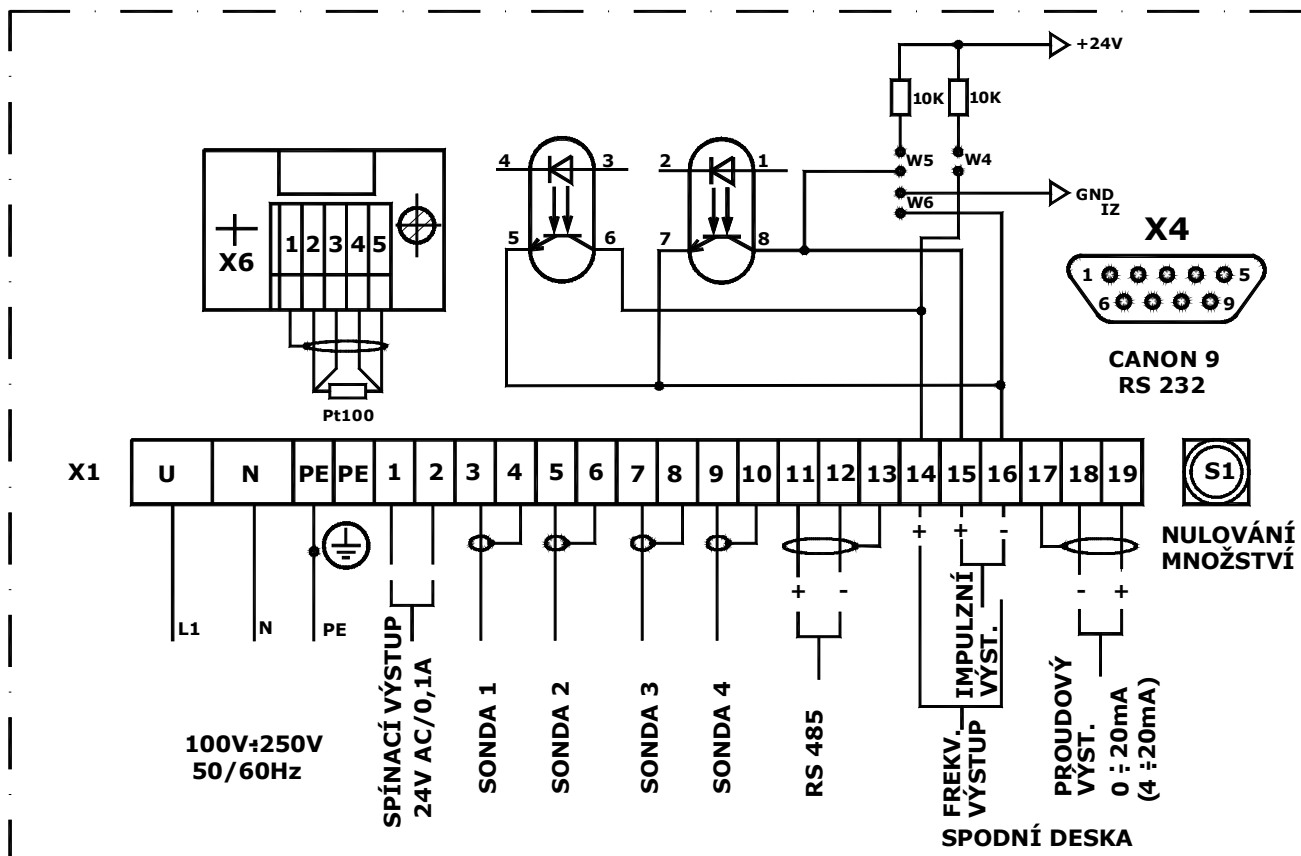 +24V
10K
10K
W5
W4
W6
GND
IZ
4
3
2
1
5
6
7
8
X6
1 2 3 4 5
Pt100
X4
1
5
6
9
CANON 9
RS 232
X1
U N PE PE 1 2 3 4 5 6 7 8 9 10 11 12 13 14 15 16 17 18 19
S1
NULOVÁNÍ
MNOŽSTVÍ
L1
N
PE
100V÷250V
50/60Hz
SPÍNACÍ VÝSTUP
24V AC/0,1A
SONDA 1
SONDA 2
SONDA 3
SONDA 4
+ -
RS 485
+ + -
IMPULZNÍ
VÝST.
FREKV.
VÝSTUP
- +
PROUDOVÝ
VÝST.
0÷20mA
(4÷20mA)
SPODNÍ DESKA